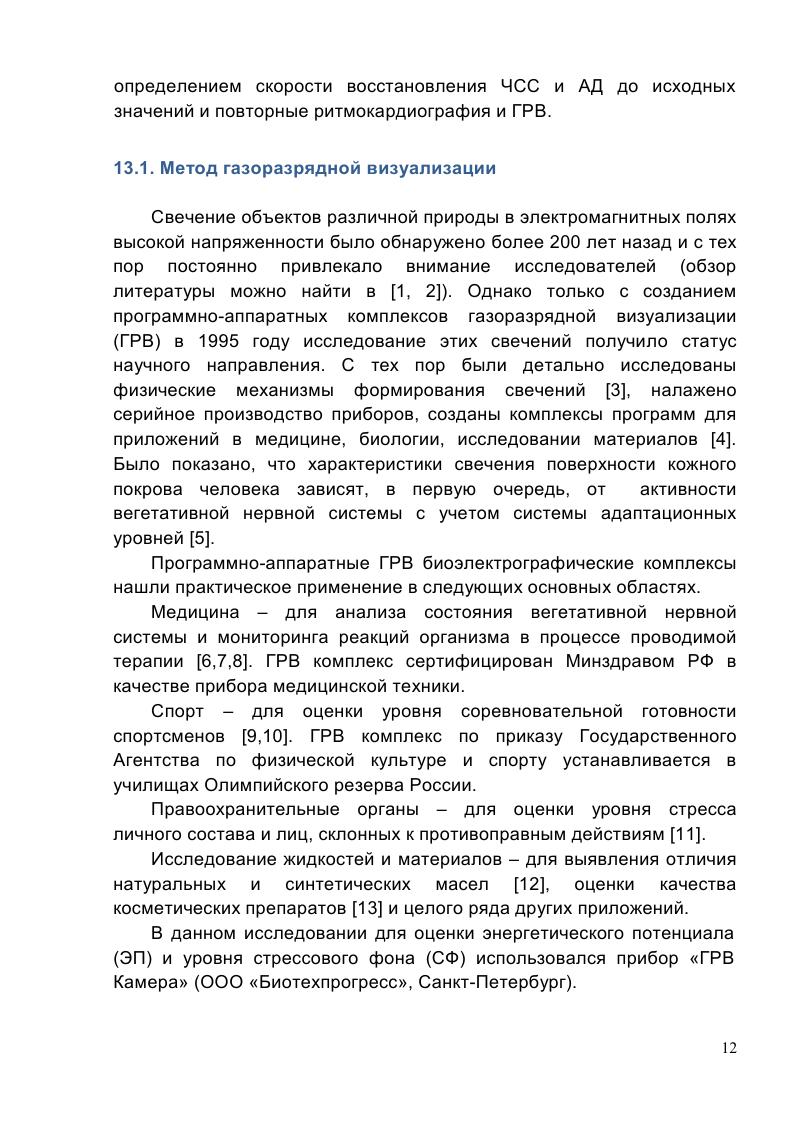 определением скорости восстановления ЧСС и АД до исходных
значений и повторные ритмокардиография и ГРВ.
13.1. Метод газоразрядной визуализации
Свечение объектов различной природы в электромагнитных полях
высокой напряженности было обнаружено более 200 лет назад и с тех
пор постоянно привлекало внимание исследователей (обзор
литературы можно найти в [1, 2]). Однако только с созданием
программно-аппаратных комплексов газоразрядной визуализации
(ГРВ) в 1995 году исследование этих свечений получило статус
научного направления. С тех пор были детально исследованы
физические механизмы формирования свечений [3], налажено
серийное производство приборов, созданы комплексы программ для
приложений в медицине, биологии, исследовании материалов [4].
Было показано, что характеристики свечения поверхности кожного
покрова человека зависят, в первую очередь, от активности
вегетативной нервной системы с учетом системы адаптационных
уровней [5].
Программно-аппаратные ГРВ биоэлектрографические комплексы
нашли практическое применение в следующих основных областях.
Медицина – для анализа состояния вегетативной нервной
системы и мониторинга реакций организма в процессе проводимой
терапии [6,7,8]. ГРВ комплекс сертифицирован Минздравом РФ в
качестве прибора медицинской техники.
Спорт – для оценки уровня соревновательной готовности
спортсменов [9,10]. ГРВ комплекс по приказу Государственного
Агентства по физической культуре и спорту устанавливается в
училищах Олимпийского резерва России.
Правоохранительные органы – для оценки уровня стресса
личного состава и лиц, склонных к противоправным действиям [11].
Исследование жидкостей и материалов – для выявления отличия
натуральных и синтетических масел [12], оценки качества
косметических препаратов [13] и целого ряда других приложений.
В данном исследовании для оценки энергетического потенциала
(ЭП) и уровня стрессового фона (СФ) использовался прибор «ГРВ
Камера» (ООО «Биотехпрогресс», Санкт-Петербург).
12